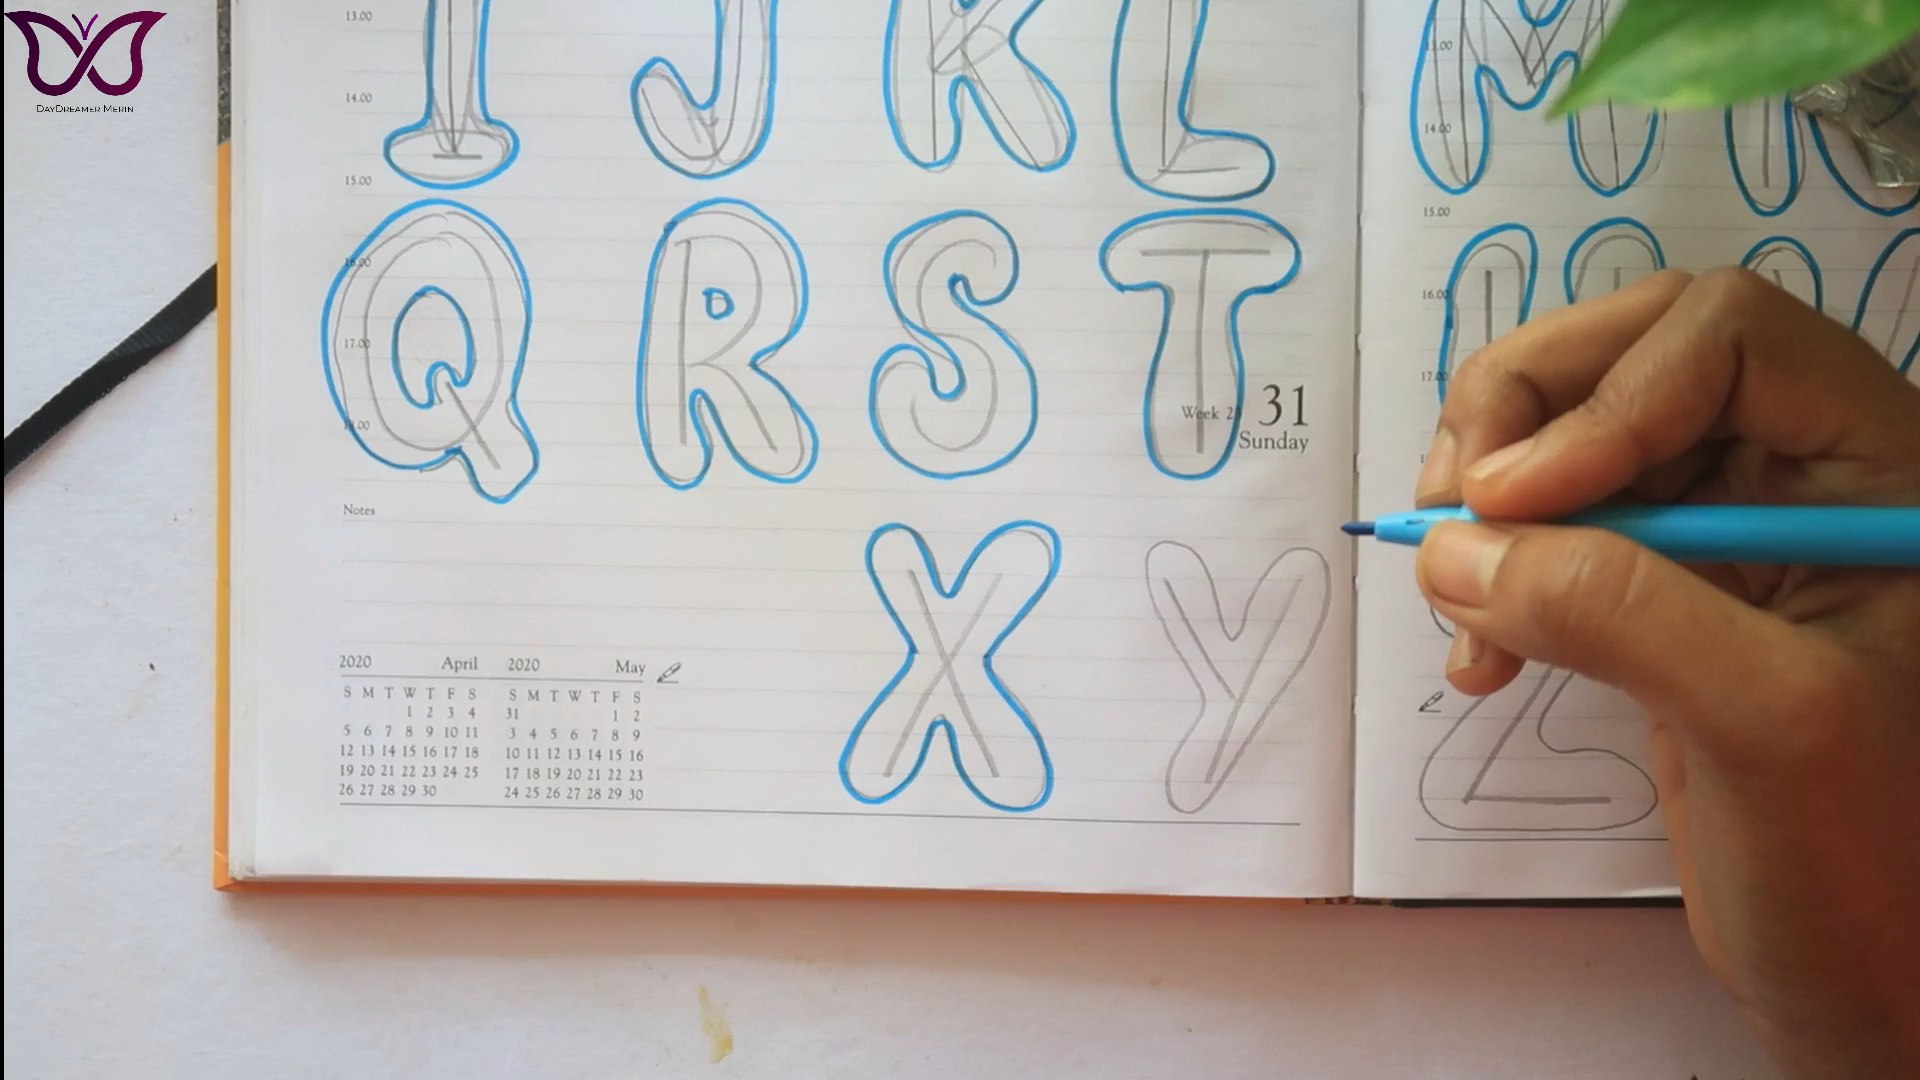 DAYDREAMER MERIN
13.00
14.00
15.00
I J K L
16.00
17.00
Q R S T
Week 23 31
Sunday
Notes
X Y
2020 April
S M T W T F S
1 2 3 4
5 6 7 8 9 10 11
12 13 14 15 16 17 18
19 20 21 22 23 24 25
26 27 28 29 30
2020 May
S M T W T F S
31 1 2
3 4 5 6 7 8 9
10 11 12 13 14 15 16
17 18 19 20 21 22 23
24 25 26 27 28 29 30
13.00
14.00
15.00
M
16.00
17.00
Z